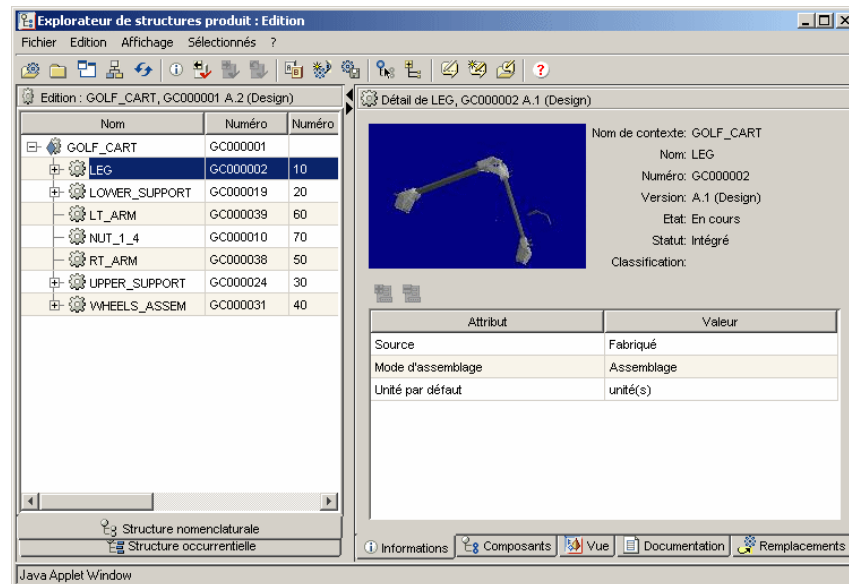 Explorateur de structures produit : Edition
Fichier Edition Affichage Sélectionnés ?
Edition : GOLF_CART, GC000001 A.2 (Design)
Nom Numéro Numéro
GOLF_CART GC000001
LEG GC000002 10
LOWER_SUPPORT GC000019 20
LT_ARM GC000039 60
NUT_1_4 GC000010 70
RT_ARM GC000038 50
UPPER_SUPPORT GC000024 30
WHEELS_ASSEM GC000031 40
Structure nomenclaturale
Structure occurrentielle
Détail de LEG, GC000002 A.1 (Design)
Nom de contexte: GOLF_CART
Nom: LEG
Numéro: GC000002
Version: A.1 (Design)
Etat: En cours
Statut: Intégré
Classification:
Attribut Valeur
Source Fabriqué
Mode d'assemblage Assemblage
Unité par défaut unité(s)
Informations Composants Vue Documentation Remplacements
Java Applet Window